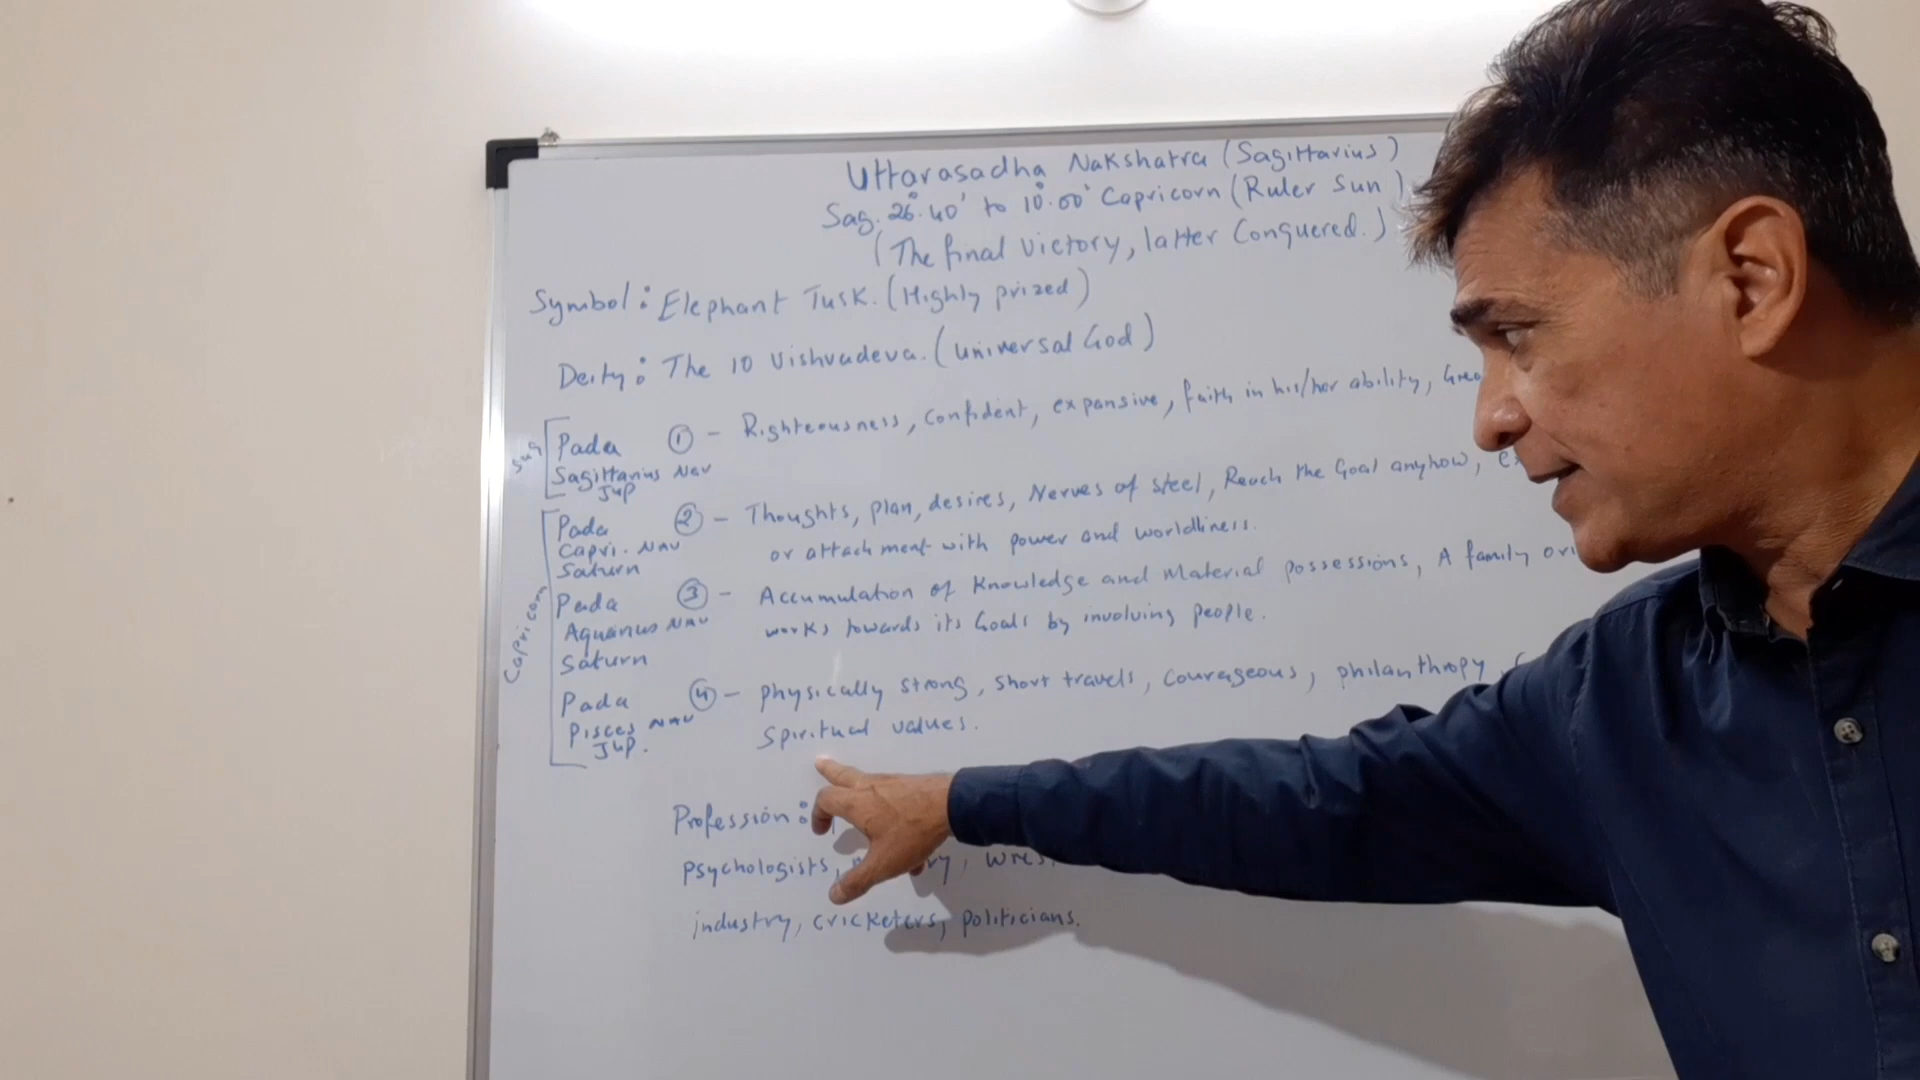 Uttarasadha Nakshatra (Sagittarius)
Sag. 26°.40' to 10°.00' Capricorn (Ruler Sun)
(The final victory, latter Conquered.)
Symbol: Elephant Tusk. (Highly prized)
Deity: The 10 Vishvadeva. (Universal God)
Sag
Pada ① - Righteousness, Confident, expansive, faith in his/her ability,
Sagittarius Nav
Jup
Capricorn
Pada ② - Thoughts, plan, desires, Nerves of steel, Reach the Goal anyhow,
Capri. Nav or attachment with power and worldliness.
Saturn
Pada ③ - Accumulation of Knowledge and Material possessions, A family
Aquarius Nav works towards its Goals by involving people.
Saturn
Pada ④ - Physically strong, short travels, courageous, philanthropy,
Pisces Nav Spiritual values.
Jup.
Profession:
psychologists,
industry, cricketers, politicians.